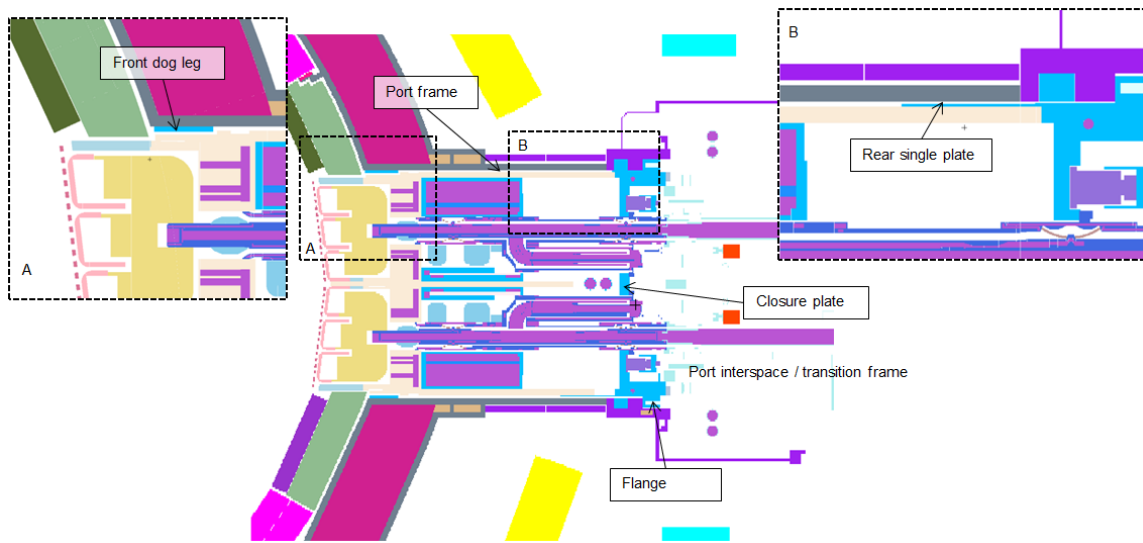 B
Front dog leg
Port frame
B
Rear single plate
A
A
Closure plate
Port interspace / transition frame
Flange